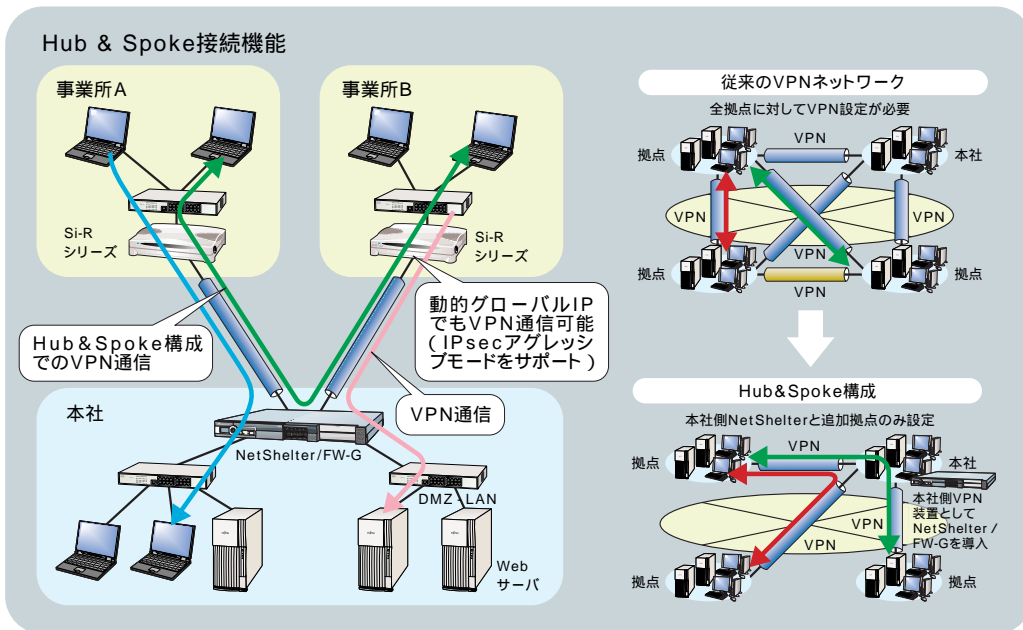 Hub & Spoke接続機能
事業所A
事業所B
Si-R
シリーズ
Si-R
シリーズ
Hub&Spoke構成
でのVPN通信
動的グローバルIP
でもVPN通信可能
(IPsecアグレッシ
ブモードをサポート)
VPN通信
本社
NetShelter/FW-G
DMZ-LAN
Web
サーバ
従来のVPNネットワーク
全拠点に対してVPN設定が必要
拠点
VPN
本社
VPN
VPN
VPN
拠点
拠点
VPN
Hub&Spoke構成
本社側NetShelterと追加拠点のみ設定
拠点
VPN
本社
本社側VPN
装置として
NetShelter/
FW-Gを導入
VPN
VPN
拠点
拠点